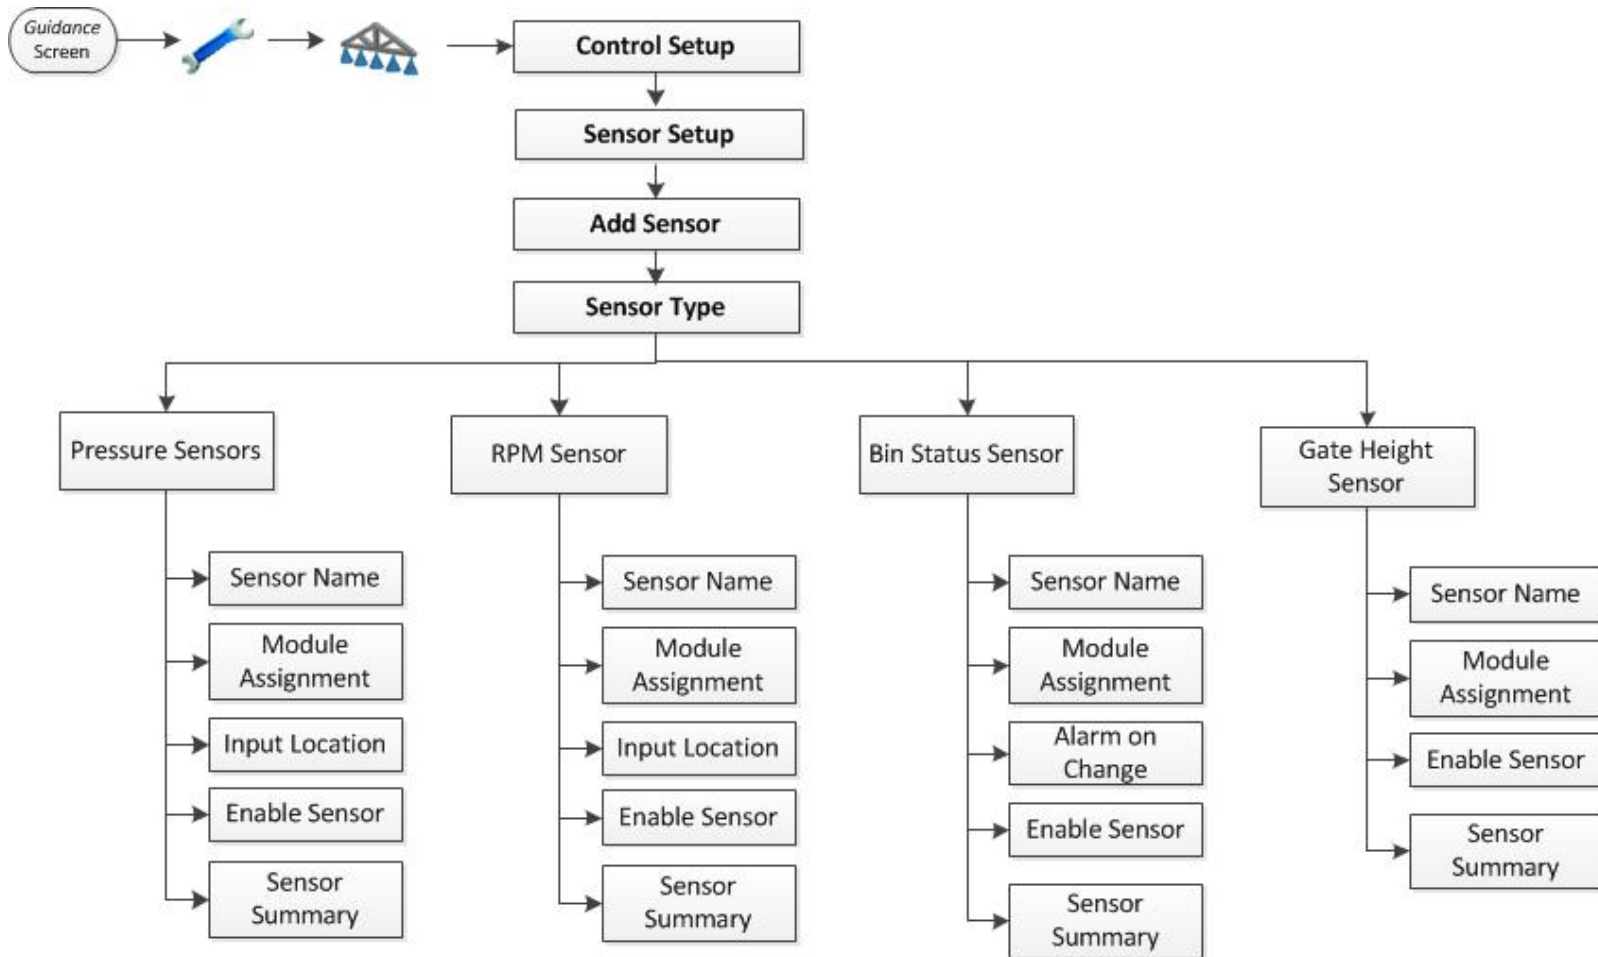 Guidance
Screen
Control Setup
Sensor Setup
Add Sensor
Sensor Type
Pressure Sensors
Sensor Name
Module
Assignment
Input Location
Enable Sensor
Sensor
Summary
RPM Sensor
Sensor Name
Module
Assignment
Input Location
Enable Sensor
Sensor
Summary
Bin Status Sensor
Sensor Name
Module
Assignment
Alarm on
Change
Enable Sensor
Sensor
Summary
Gate Height
Sensor
Sensor Name
Module
Assignment
Enable Sensor
Sensor
Summary